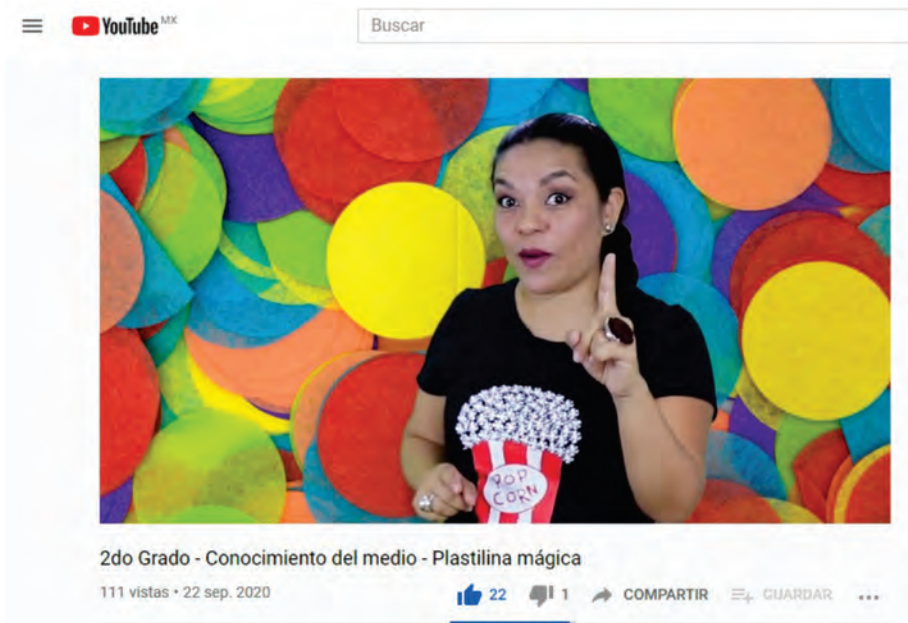 YouTube MX
Buscar
POP
CORN
2do Grado - Conocimiento del medio - Plastilina mágica
111 vistas • 22 sep. 2020
22
1
COMPARTIR
GUARDAR